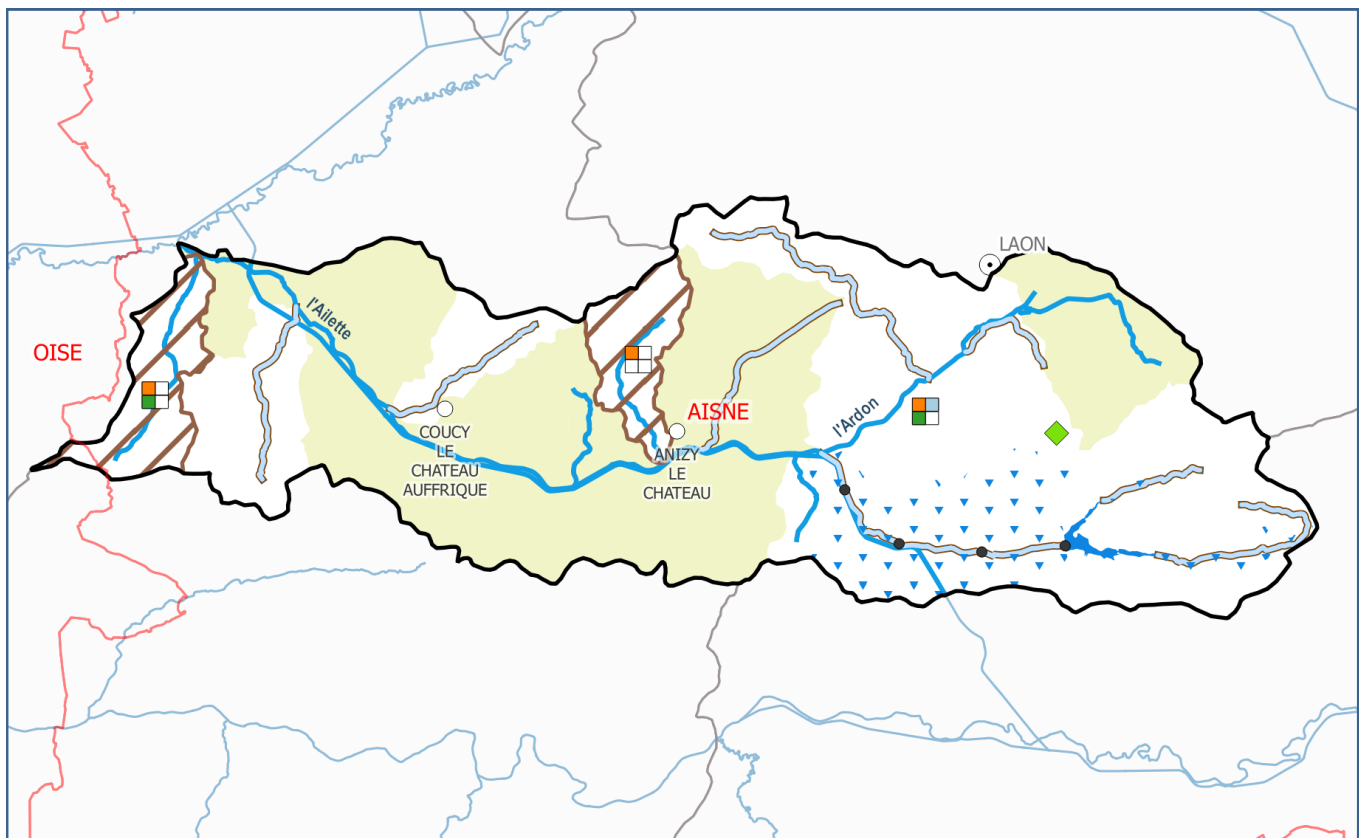 LAON
l'Ailette
OISE
l'Ardon
AISNE
COUCY
LE
CHATEAU
AUFFRIQUE
ANIZY
LE
CHATEAU